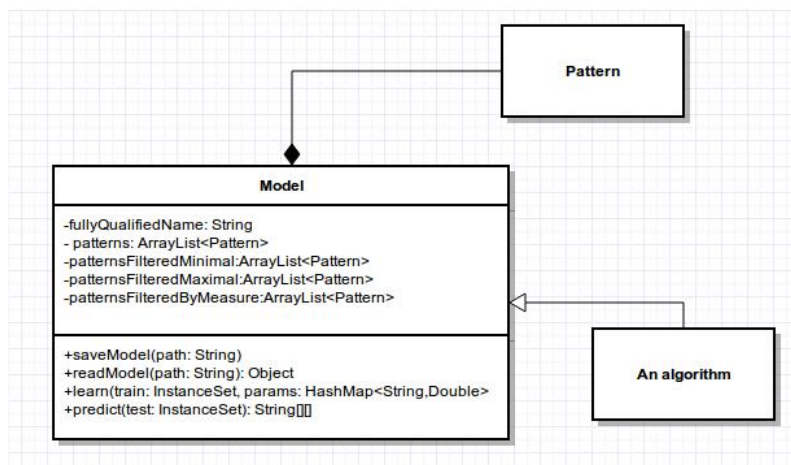 Pattern
Model
-fullyQualifiedName: String
- patterns: ArrayList<Pattern>
-patternsFilteredMinimal:ArrayList<Pattern>
-patternsFilteredMaximal:ArrayList<Pattern>
-patternsFilteredByMeasure:ArrayList<Pattern>
+saveModel(path: String)
+readModel(path: String): Object
+learn(train: InstanceSet, params: HashMap<String,Double>
+predict(test: InstanceSet): String[][]
An algorithm